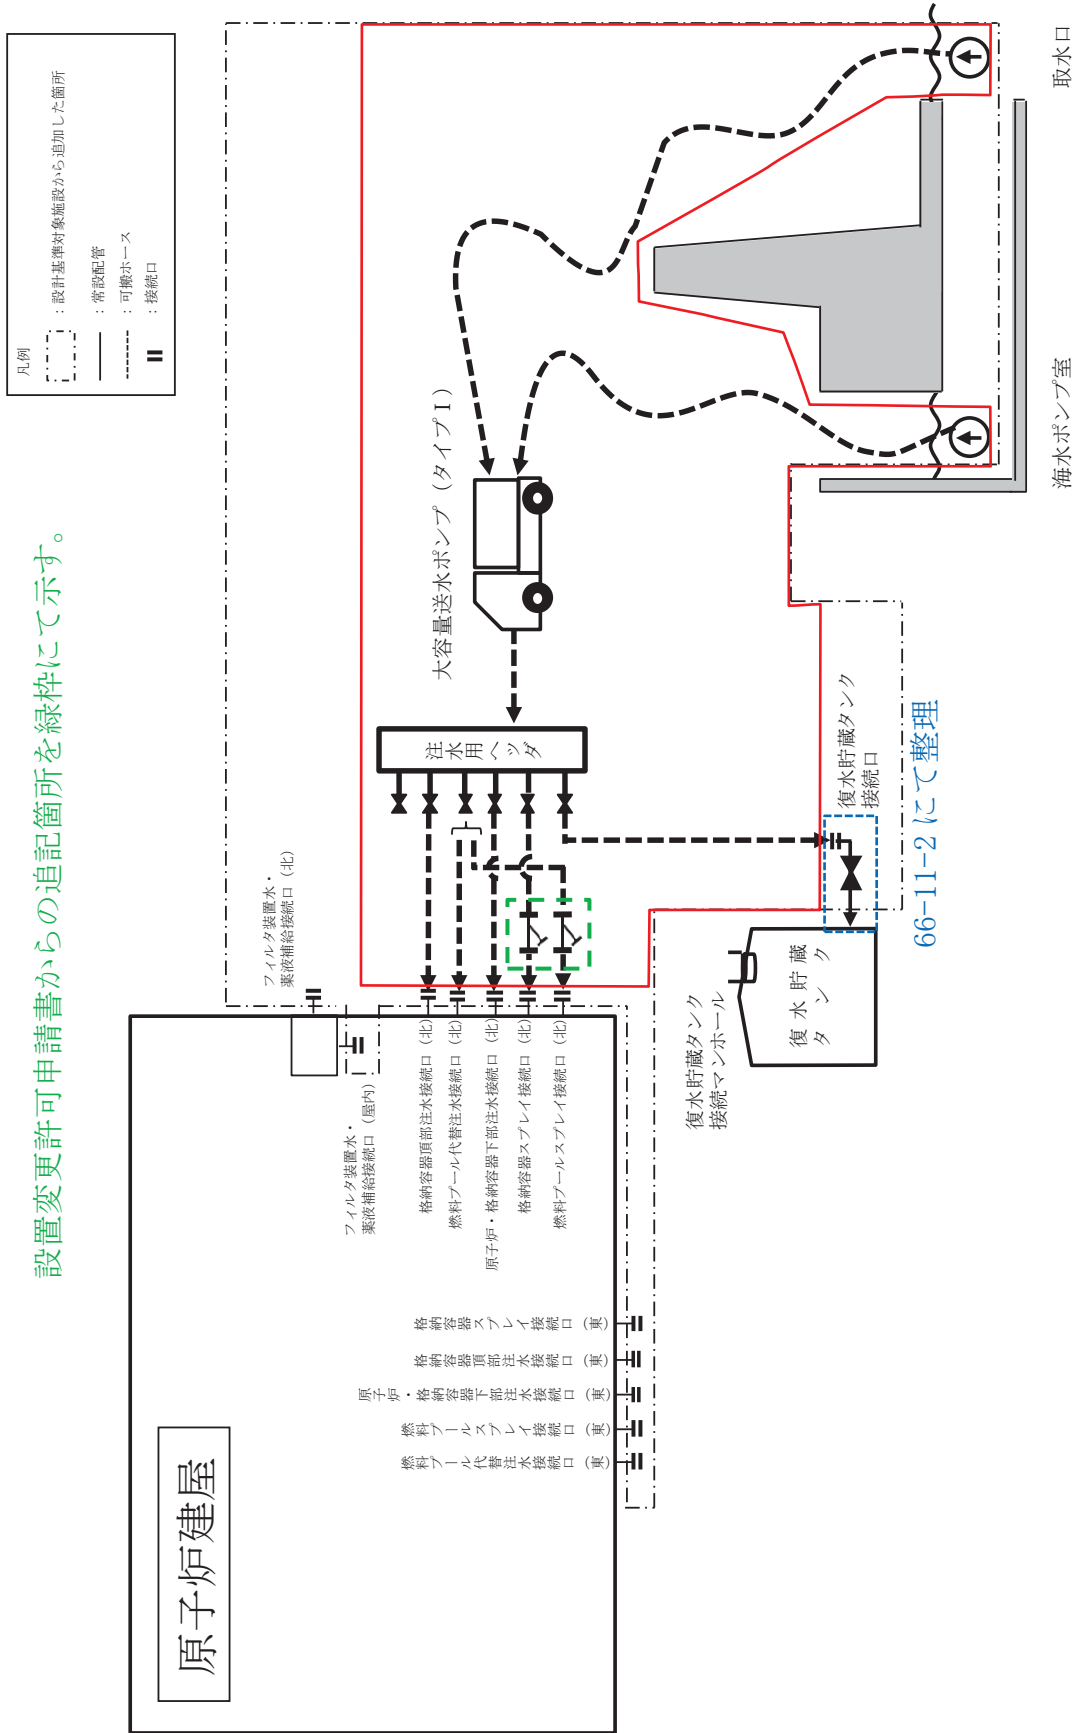 設置変更許可申請書からの追記箇所を緑枠にて示す。
凡例
：設計基準対象施設から追加した箇所
：常設配管
：可搬ホース
：接続口
取水口
海水ポンプ室
大容量送水ポンプ（タイプⅠ）
注水用ヘッダ
復水貯蔵タンク
接続口
66-11-2 にて整理
復水貯蔵
タンク
復水貯蔵タンク
接続マンホール
フィルタ装置水・
薬液補給接続口（北）
フィルタ装置水・
薬液補給接続口（屋内）
格納容器頂部注水接続口（北）
燃料プール代替注水接続口（北）
原子炉・格納容器下部注水接続口（北）
格納容器スプレイ接続口（北）
燃料プールスプレイ接続口（北）
格納容器スプレイ接続口（東）
格納容器頂部注水接続口（東）
原子炉・格納容器下部注水接続口（東）
燃料プールスプレイ接続口（東）
燃料プール代替注水接続口（東）
原子炉建屋